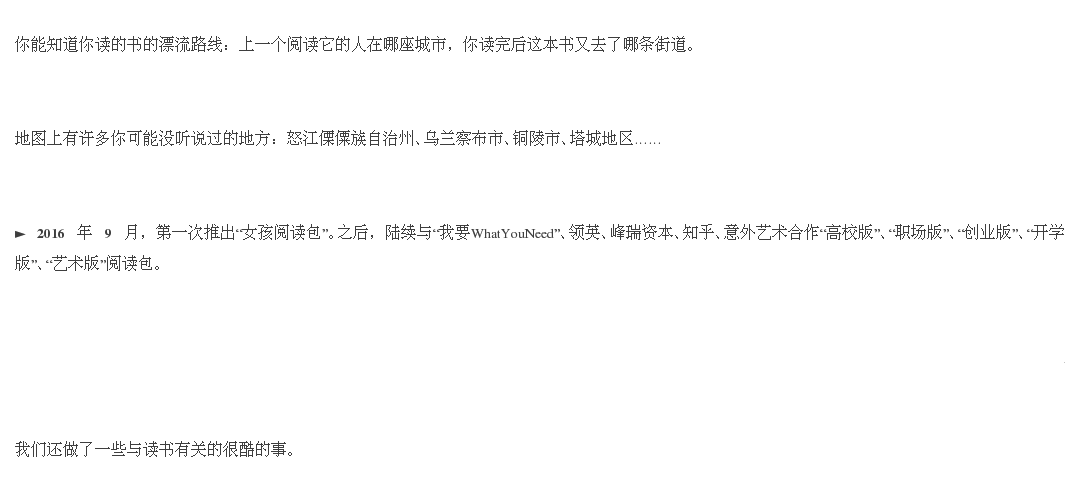 你能知道你读的书的漂流路线：上一个阅读它的人在哪座城市，你读完后这本书又去了哪条街道。
地图上有许多你可能没听说过的地方：怒江傈僳族自治州、乌兰察布市、铜陵市、塔城地区……
► 2016 年 9 月，第一次推出“女孩阅读包”。之后，陆续与“我要WhatYouNeed”、领英、峰瑞资本、知乎、意外艺术合作“高校版”、“职场版”、“创业版”、“开学
版”、“艺术版”阅读包。
我们还做了一些与读书有关的很酷的事。